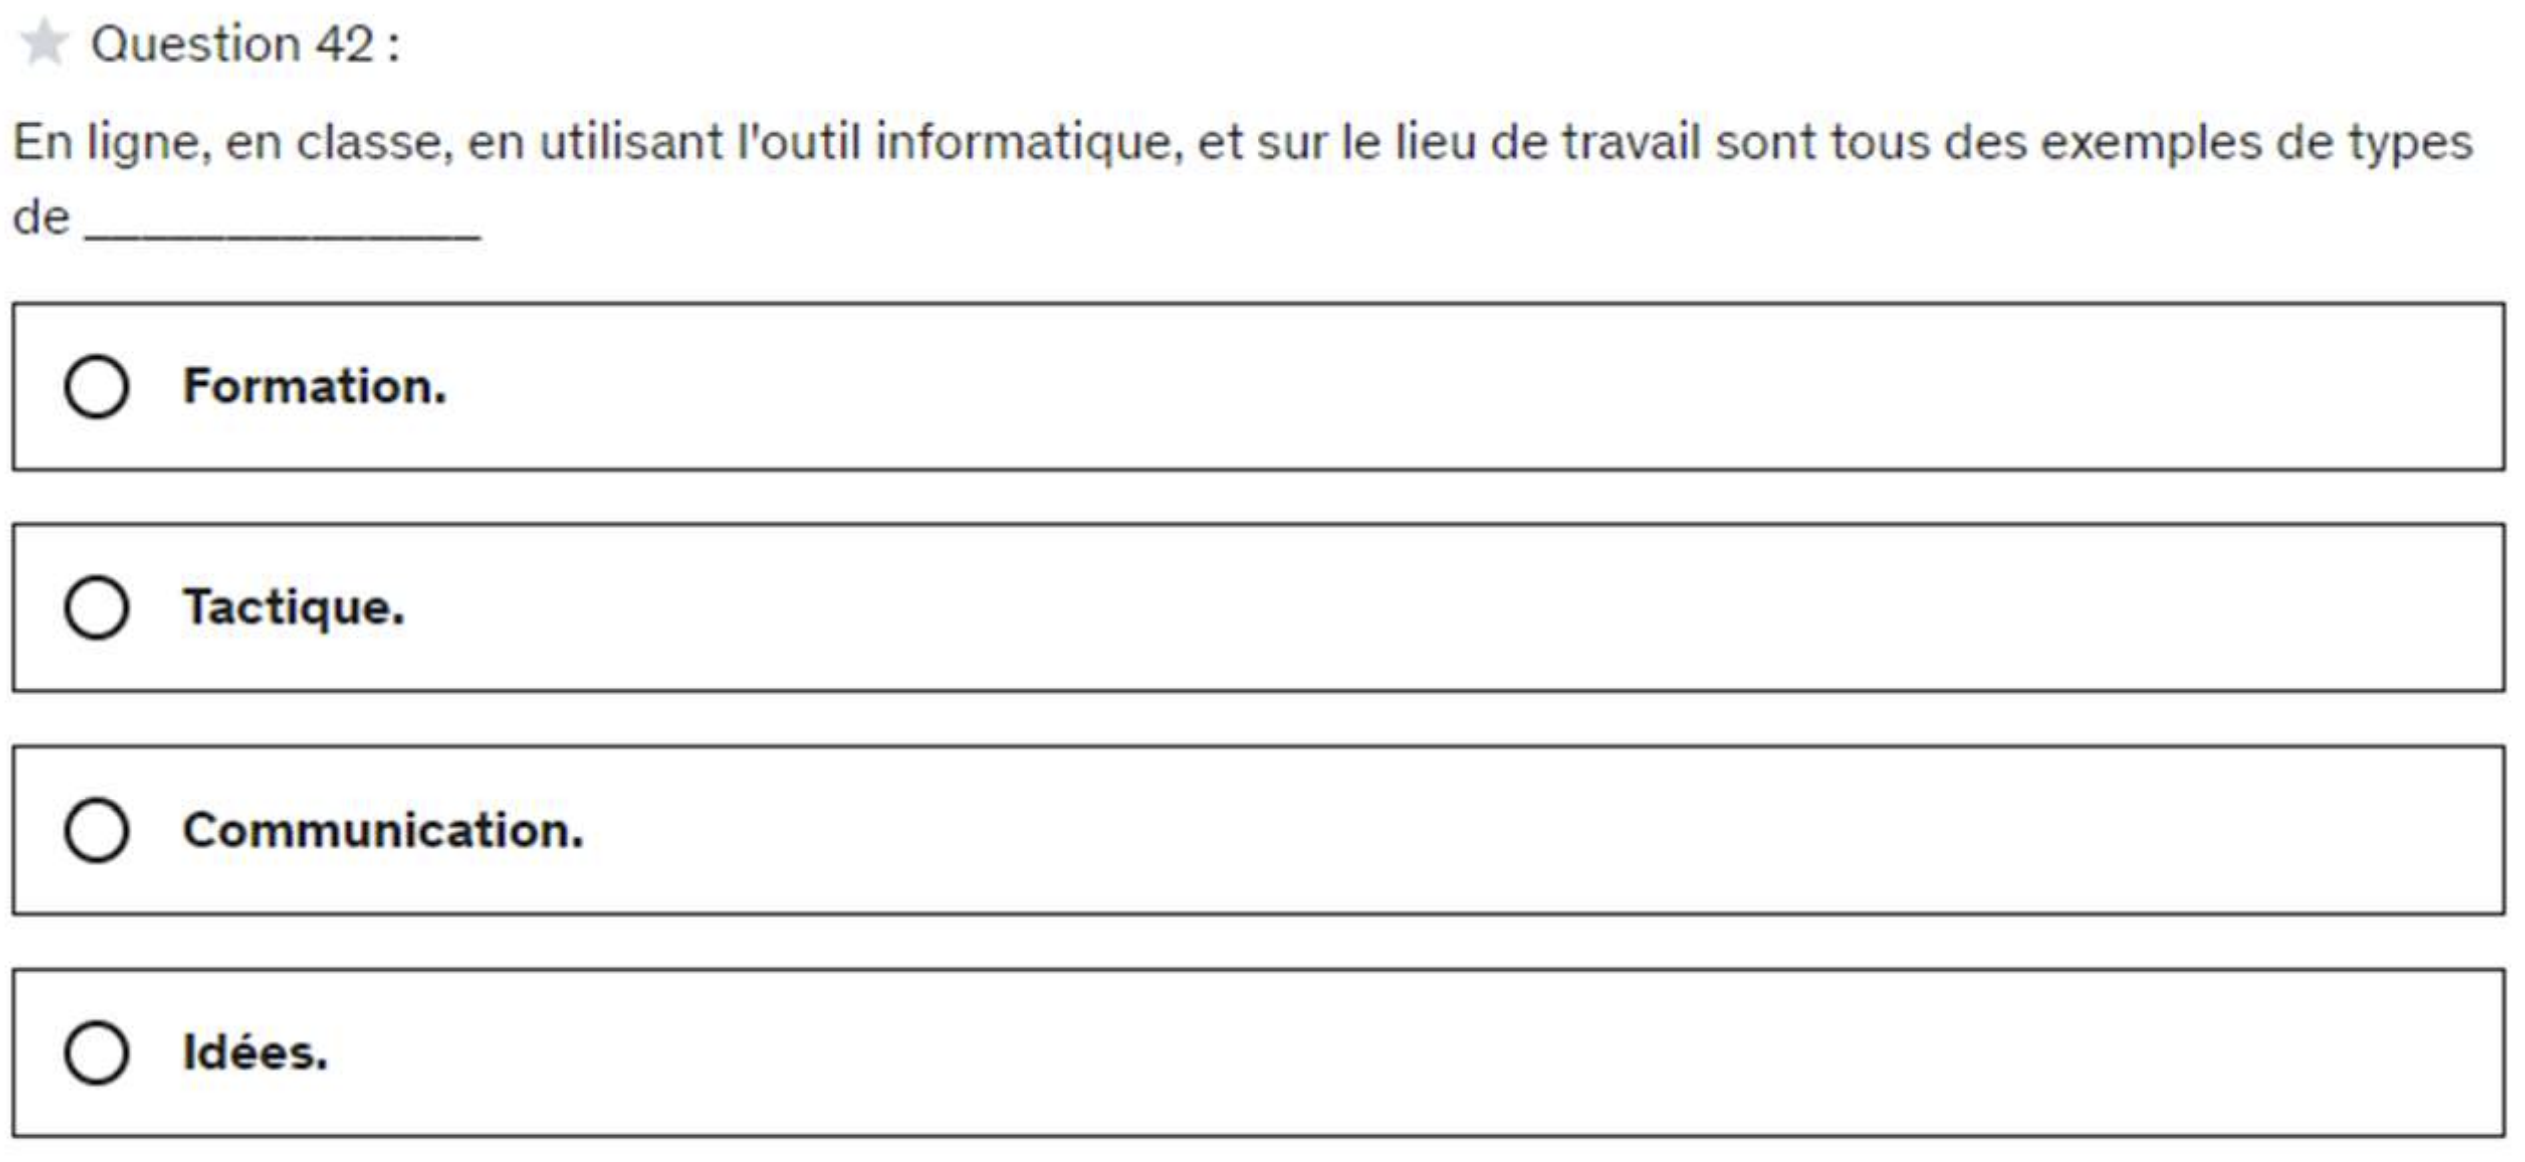 Question 42 :
En ligne, en classe, en utilisant l'outil informatique, et sur le lieu de travail sont tous des exemples de types
de ______________
Formation.
Tactique.
Communication.
Idées.